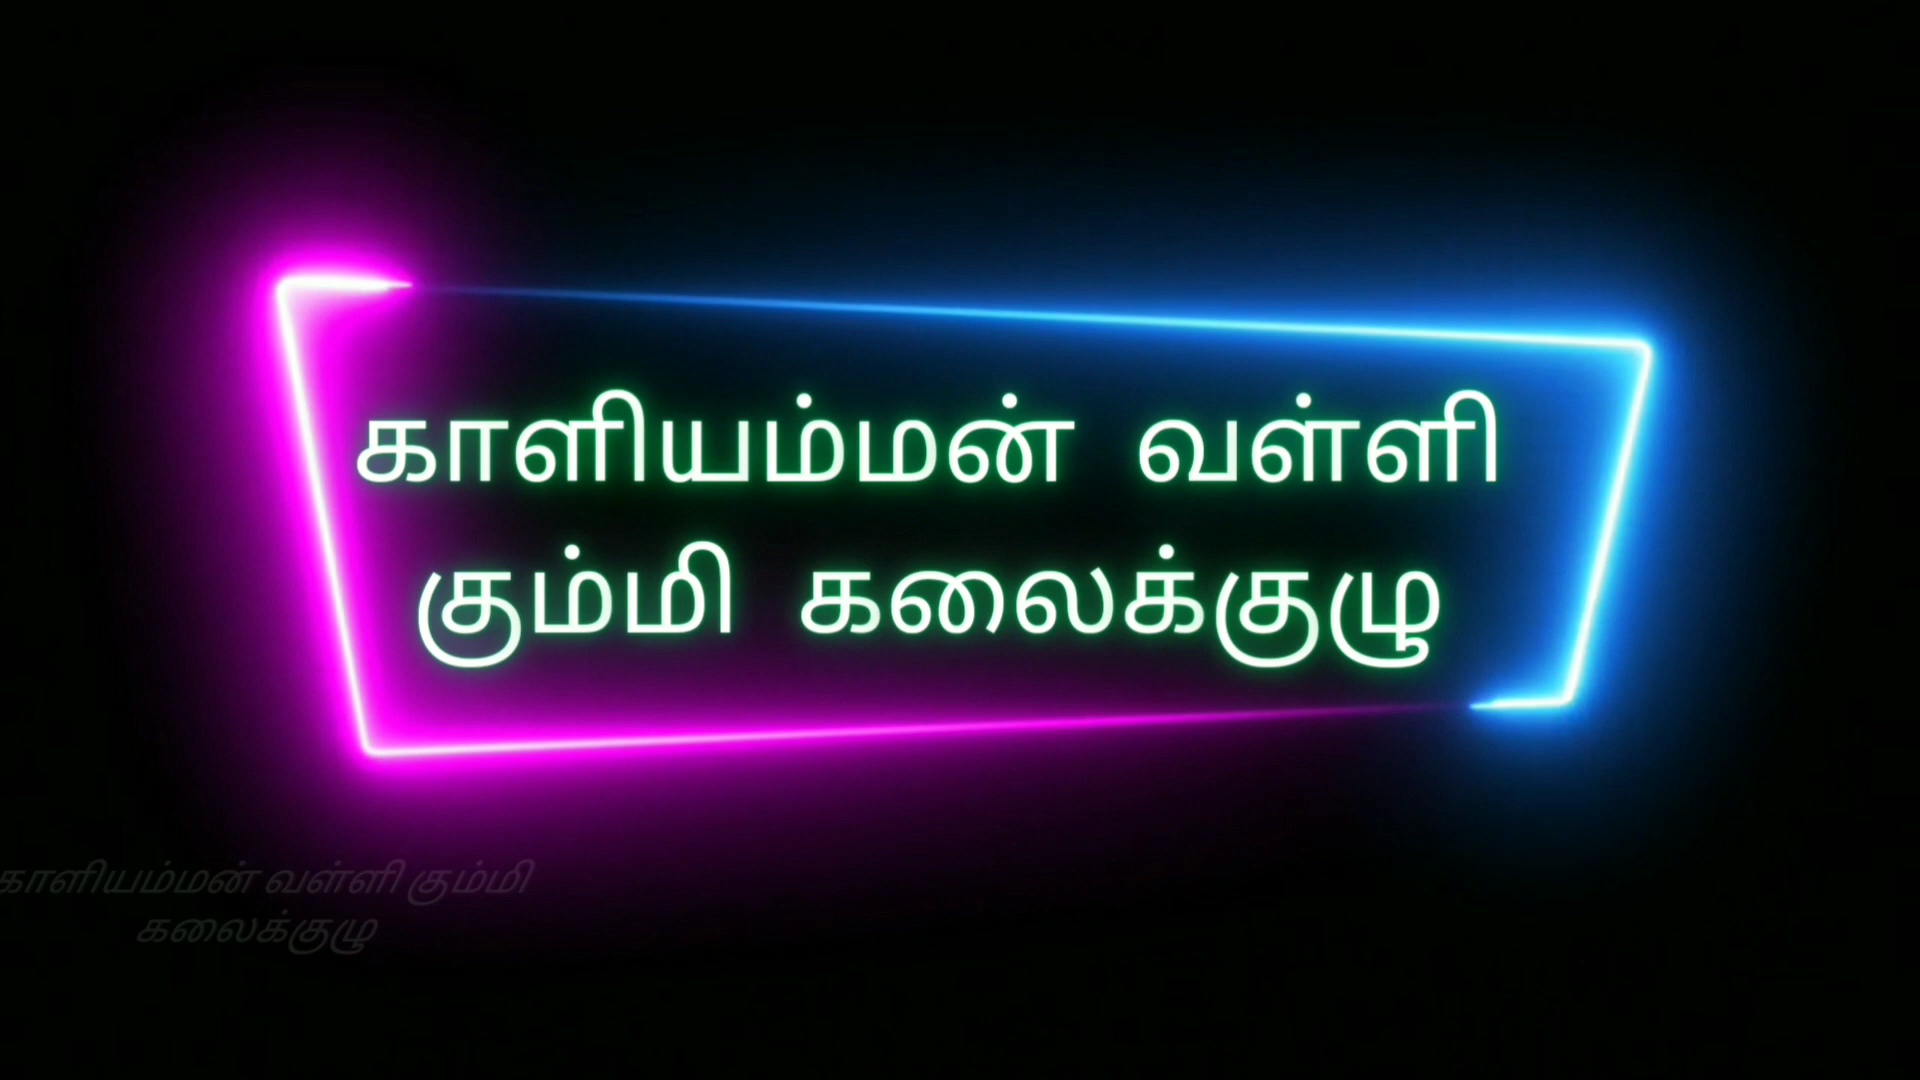 காளியம்மன் வள்ளி
கும்மி கலைக்குழு
காளியம்மன் வள்ளி கும்மி
கலைக்குழு